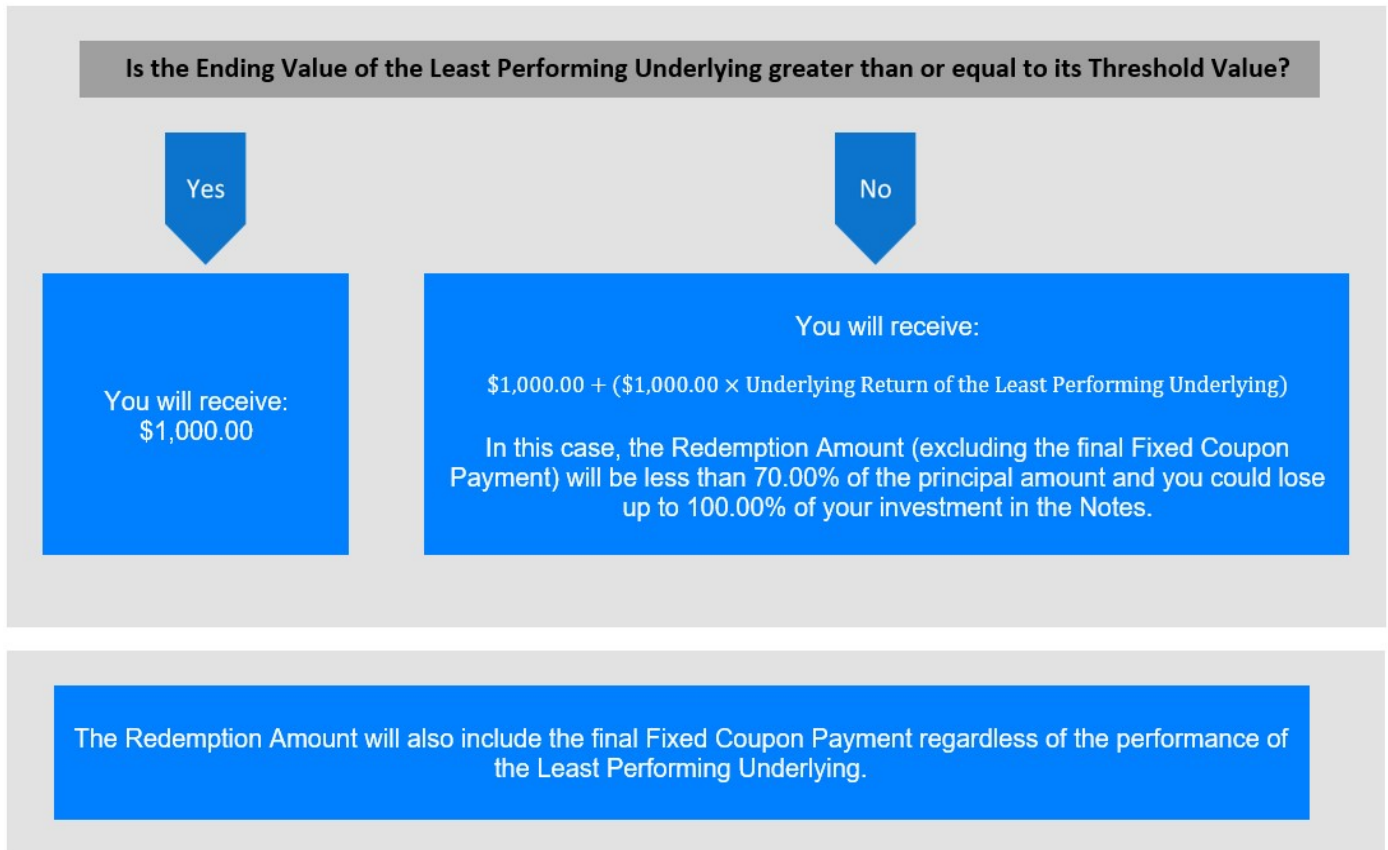 Is the Ending Value of the Least Performing Underlying greater than or equal to its Threshold Value?
Yes
No
You will receive:
$1,000.00
You will receive:
$1,000.00 + ($1,000.00 × Underlying Return of the Least Performing Underlying)
In this case, the Redemption Amount (excluding the final Fixed Coupon
Payment) will be less than 70.00% of the principal amount and you could lose
up to 100.00% of your investment in the Notes.
The Redemption Amount will also include the final Fixed Coupon Payment regardless of the performance of
the Least Performing Underlying.